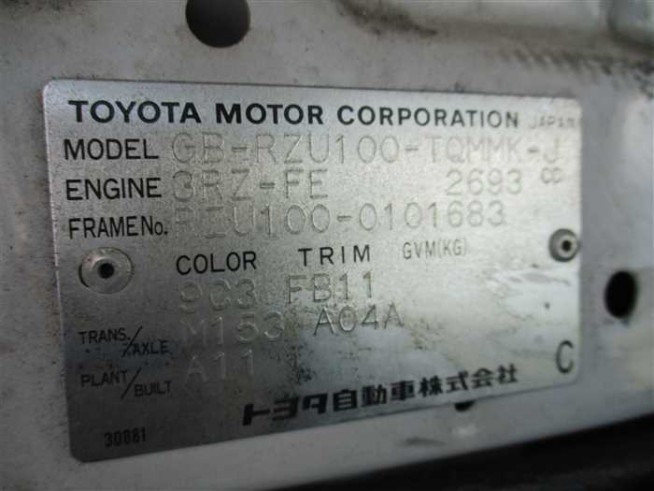 TOYOTA MOTOR CORPORATION JAPAN
MODEL GB-RZU100-TQMMK-J
ENGINE 3RZ-FE 2693 CC
FRAME No. RZU100-0101683
COLOR TRIM GVM(KG)
9C3 FB11
TRANS./AXLE M153 A04A
PLANT/BUILT A11
C
トヨタ自動車株式会社
30081